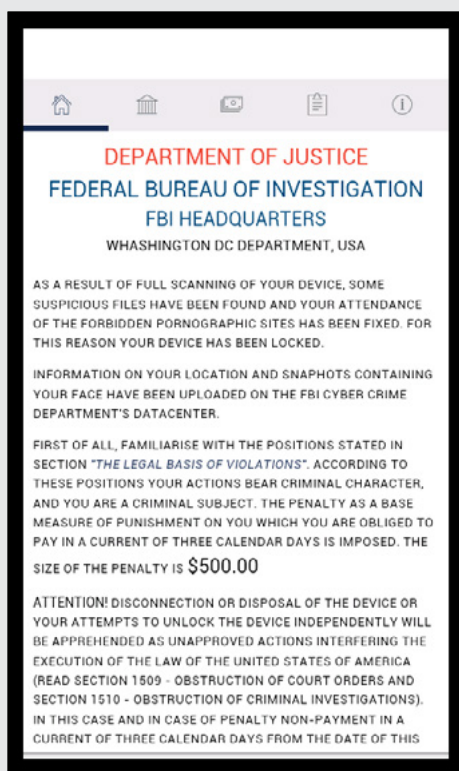 DEPARTMENT OF JUSTICE
FEDERAL BUREAU OF INVESTIGATION
FBI HEADQUARTERS
WHASHINGTON DC DEPARTMENT, USA
AS A RESULT OF FULL SCANNING OF YOUR DEVICE, SOME
SUSPICIOUS FILES HAVE BEEN FOUND AND YOUR ATTENDANCE
OF THE FORBIDDEN PORNOGRAPHIC SITES HAS BEEN FIXED. FOR
THIS REASON YOUR DEVICE HAS BEEN LOCKED.
INFORMATION ON YOUR LOCATION AND SNAPHOTS CONTAINING
YOUR FACE HAVE BEEN UPLOADED ON THE FBI CYBER CRIME
DEPARTMENT'S DATACENTER.
FIRST OF ALL, FAMILIARISE WITH THE POSITIONS STATED IN
SECTION "THE LEGAL BASIS OF VIOLATIONS". ACCORDING TO
THESE POSITIONS YOUR ACTIONS BEAR CRIMINAL CHARACTER,
AND YOU ARE A CRIMINAL SUBJECT. THE PENALTY AS A BASE
MEASURE OF PUNISHMENT ON YOU WHICH YOU ARE OBLIGED TO
PAY IN A CURRENT OF THREE CALENDAR DAYS IS IMPOSED. THE
SIZE OF THE PENALTY IS $500.00
ATTENTION! DISCONNECTION OR DISPOSAL OF THE DEVICE OR
YOUR ATTEMPTS TO UNLOCK THE DEVICE INDEPENDENTLY WILL
BE APPREHENDED AS UNAPPROVED ACTIONS INTERFERING THE
EXECUTION OF THE LAW OF THE UNITED STATES OF AMERICA
(READ SECTION 1509 - OBSTRUCTION OF COURT ORDERS AND
SECTION 1510 - OBSTRUCTION OF CRIMINAL INVESTIGATIONS).
IN THIS CASE AND IN CASE OF PENALTY NON-PAYMENT IN A
CURRENT OF THREE CALENDAR DAYS FROM THE DATE OF THIS